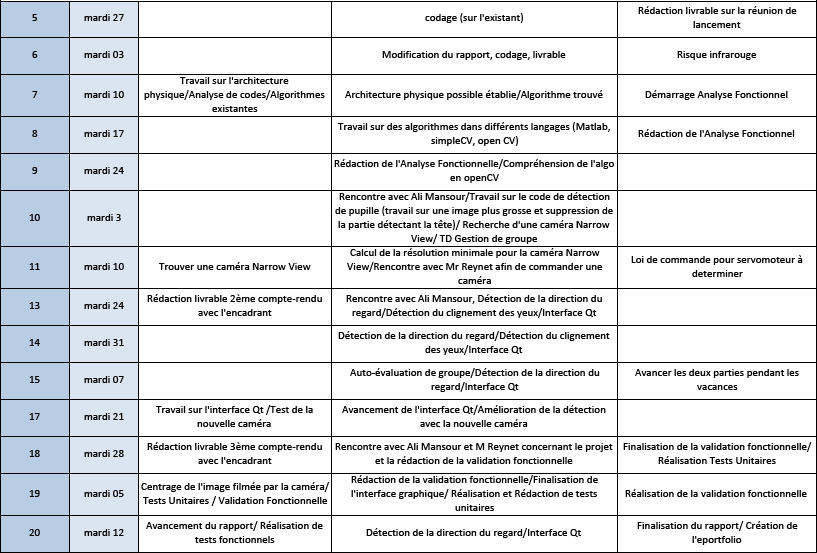 5 mardi 27 codage (sur l'existant) Rédaction livrable sur la réunion de
lancement
6 mardi 03 Modification du rapport, codage, livrable Risque infrarouge
7 mardi 10 Travail sur l'architecture
physique/Analyse de codes/Algorithmes
existantes
Architecture physique possible établie/Algorithme trouvé
Démarrage Analyse Fonctionnel
8 mardi 17 Travail sur des algorithmes dans différents langages (Matlab,
simpleCV, open CV)
Rédaction de l'Analyse Fonctionnel
9 mardi 24 Rédaction de l'Analyse Fonctionnelle/Compréhension de l'algo
en openCV
10 mardi 3 Rencontre avec Ali Mansour/Travail sur le code de détection
de pupille (travail sur une image plus grosse et suppression de
la partie détectant la tête)/ Recherche d'une caméra Narrow
View/ TD Gestion de groupe
11 mardi 10 Trouver une caméra Narrow View
Calcul de la résolution minimale pour la caméra Narrow
View/Rencontre avec Mr Reynet afin de commander une
caméra
Loi de commande pour servomoteur à
determiner
13 mardi 24 Rédaction livrable 2ème compte-rendu
avec l'encadrant
Rencontre avec Ali Mansour, Détection de la direction du
regard/Détection du clignement des yeux/Interface Qt
14 mardi 31 Détection de la direction du regard/Détection du clignement
des yeux/Interface Qt
15 mardi 07 Auto-évaluation de groupe/Détection de la direction du
regard/Interface Qt
Avancer les deux parties pendant les
vacances
17 mardi 21 Travail sur l'interface Qt /Test de la
nouvelle caméra
Avancement de l'interface Qt/Amélioration de la détection
avec la nouvelle caméra
18 mardi 28 Rédaction livrable 3ème compte-rendu
avec l'encadrant
Rencontre avec Ali Mansour et M Reynet concernant le projet
et la rédaction de la validation fonctionnelle
Finalisation de la validation fonctionnelle/
Réalisation Tests Unitaires
19 mardi 05 Centrage de l'image filmée par la caméra/
Tests Unitaires / Validation Fonctionnelle
Rédaction de la validation fonctionnelle/Finalisation de
l'interface graphique/ Réalisation et Rédaction de tests
unitaires
Réalisation de la validation fonctionnelle
20 mardi 12 Avancement du rapport/ Réalisation de
tests fonctionnels
Détection de la direction du regard/Interface Qt
Finalisation du rapport/ Création de
l'eportfolio